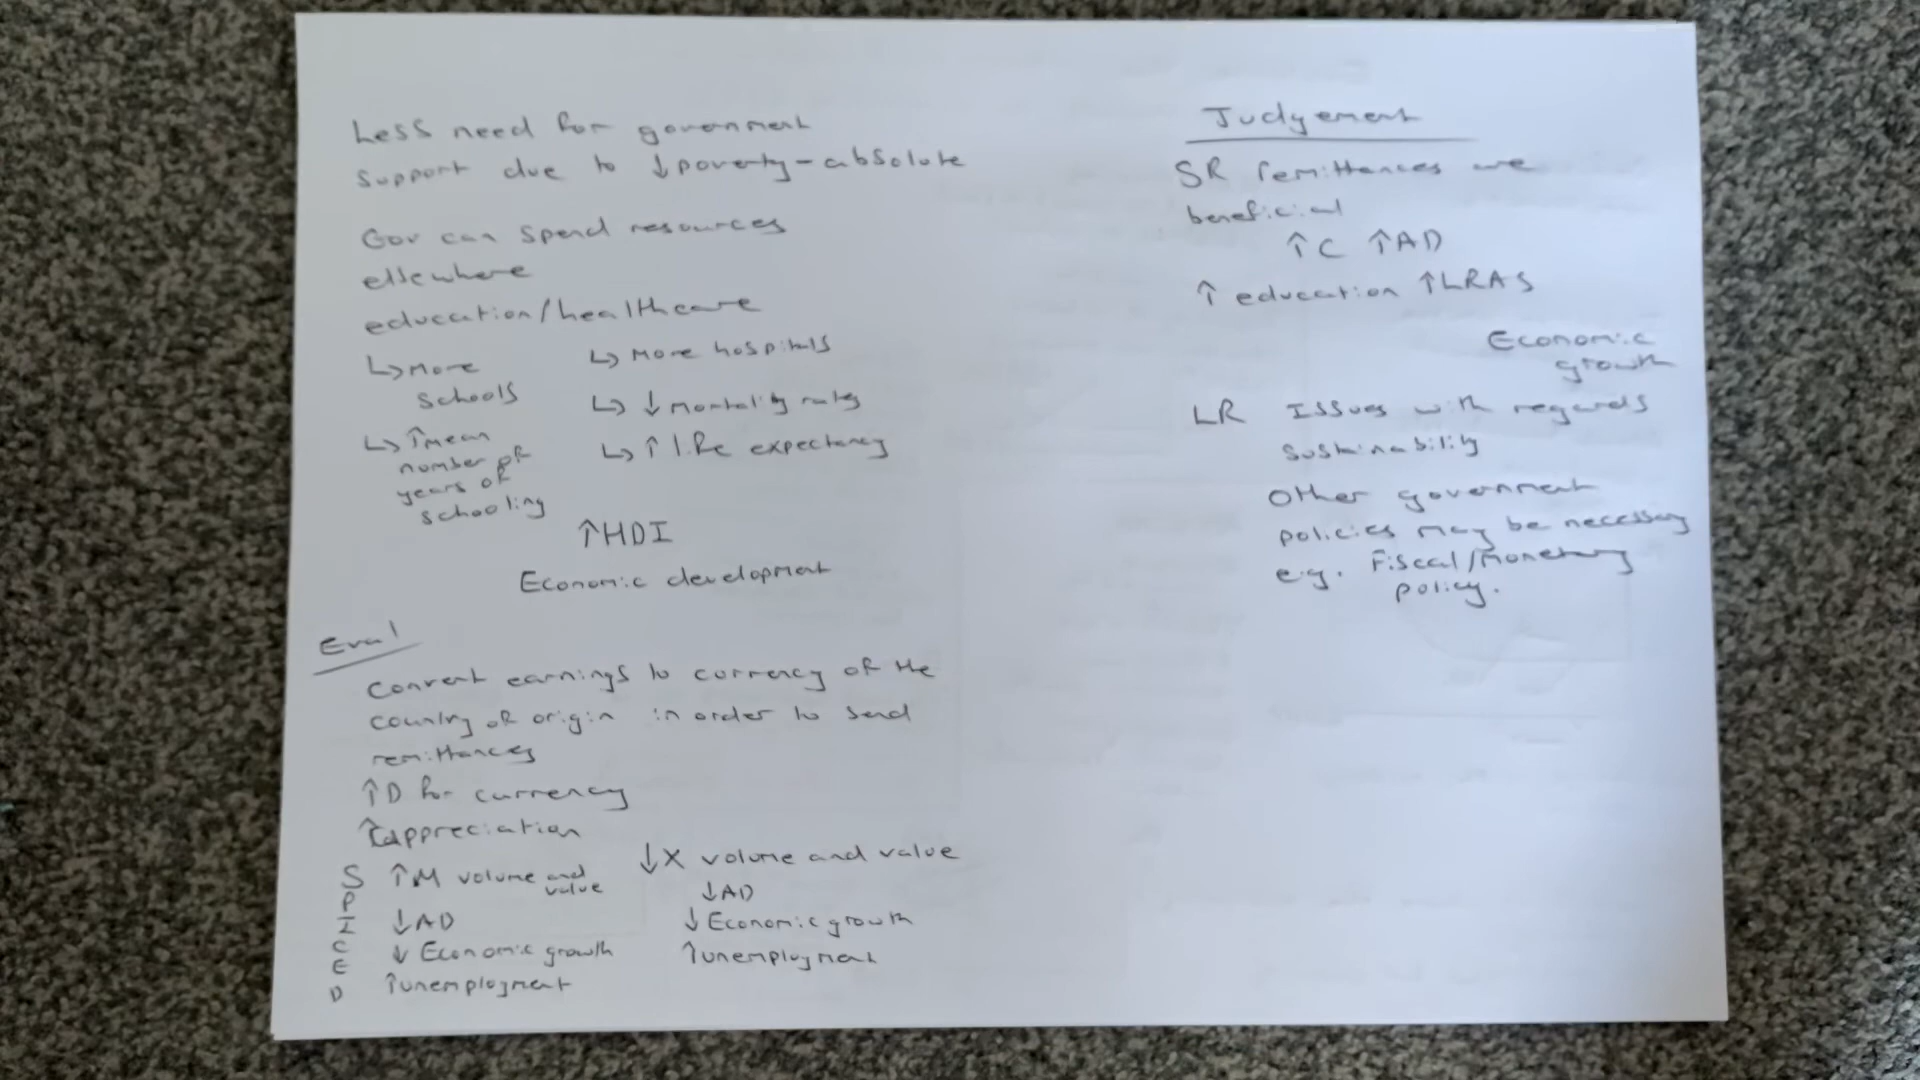 Less need for government
support due to ↓poverty - absolute
Gov can spend resources
elsewhere
education/healthcare
↳ More
schools
↳ ↑mean
number of
years of
schooling
↳ More hospitals
↳ ↓ mortality rates
↳ ↑ life expectancy
↑HDI
Economic development
Eval
Convert earnings to currency of the
country of origin in order to send
remittances
↑D for currency
↑appreciation
S
P
I
C
E
D
↑M volume and
value
↓AD
↓ Economic growth
↑unemployment
↓X volume and value
↓AD
↓ Economic growth
↑unemployment
Judgement
SR remittances are
beneficial
↑C ↑AD
↑ education ↑LRAS
Economic
growth
LR Issues with regards
sustainability
Other government
policies may be necessary
e.g. Fiscal/monetary
policy.